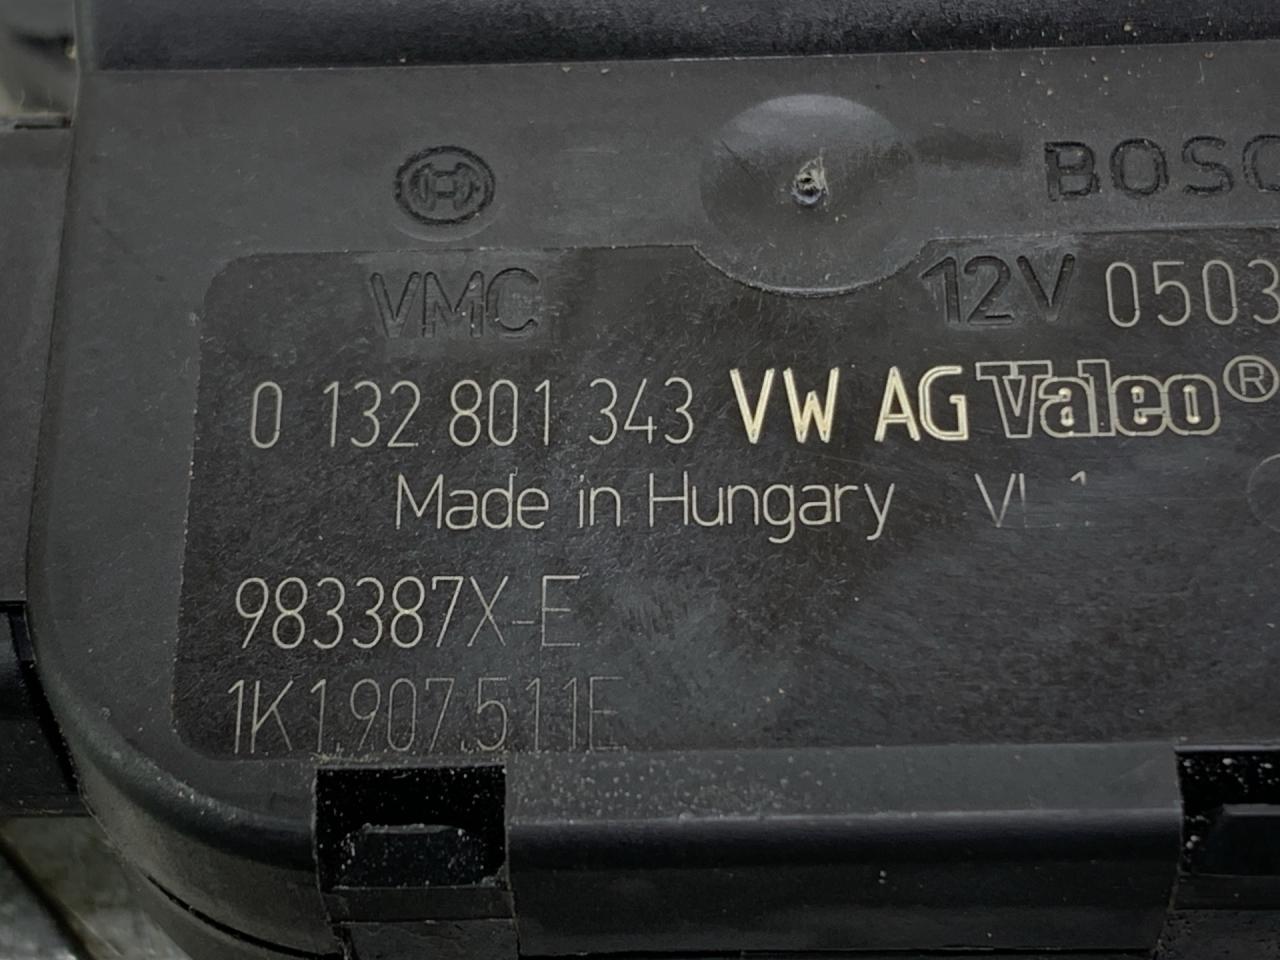 BOSC
VMC 12V 0503
0 132 801 343 VW AG Valeo®
Made in Hungary
983387X-E
1K1.907.511E